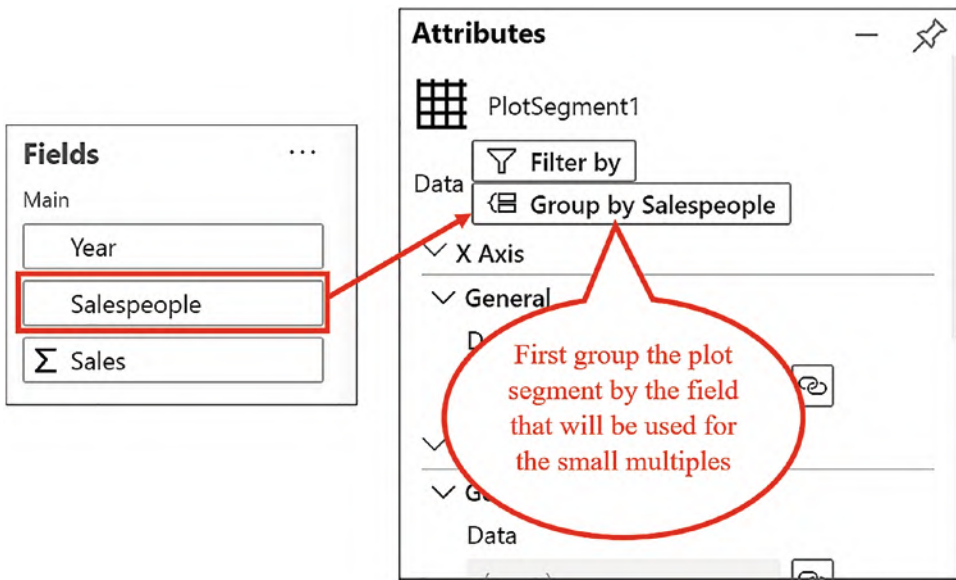 Fields
...
Main
Year
Salespeople
Σ Sales
Attributes
PlotSegment1
Data
Filter by
Group by Salespeople
X Axis
General
First group the plot
segment by the field
that will be used for
the small multiples
Data